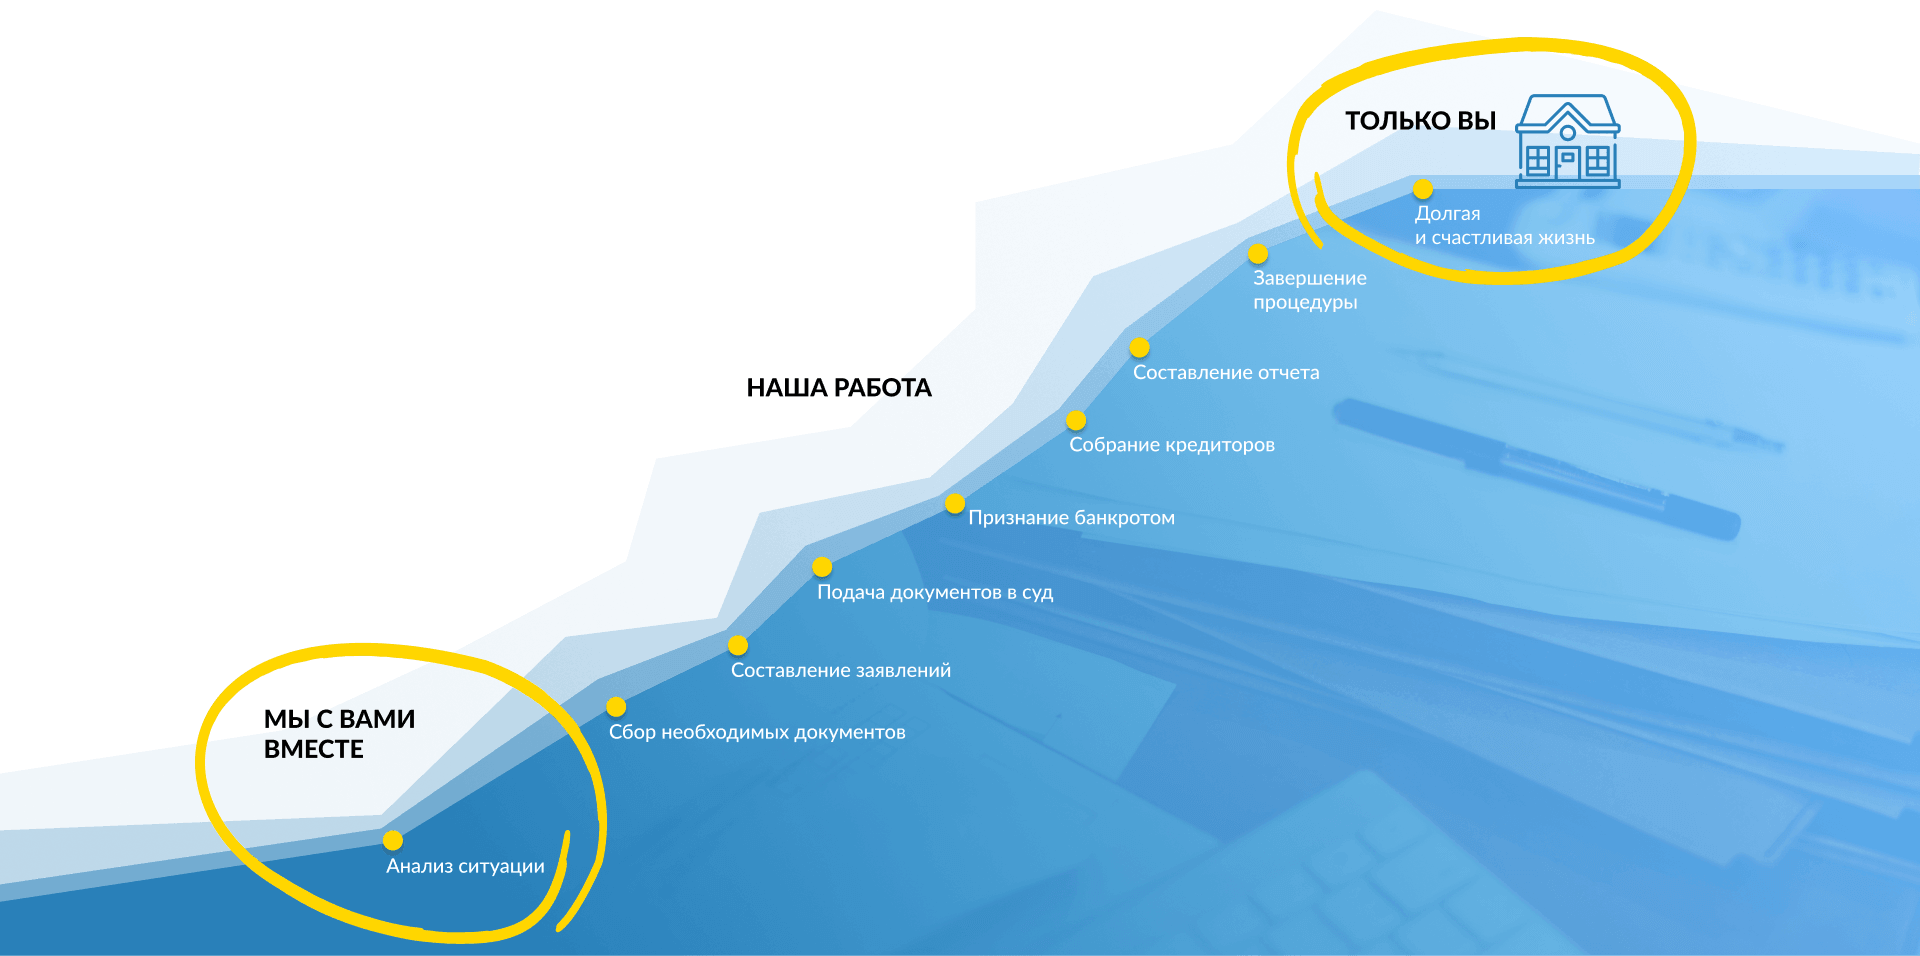 ТОЛЬКО ВЫ
Долгая
и счастливая жизнь
Завершение
процедуры
Составление отчета
НАША РАБОТА
Собрание кредиторов
Признание банкротом
Подача документов в суд
Составление заявлений
МЫ С ВАМИ
ВМЕСТЕ
Сбор необходимых документов
Анализ ситуации